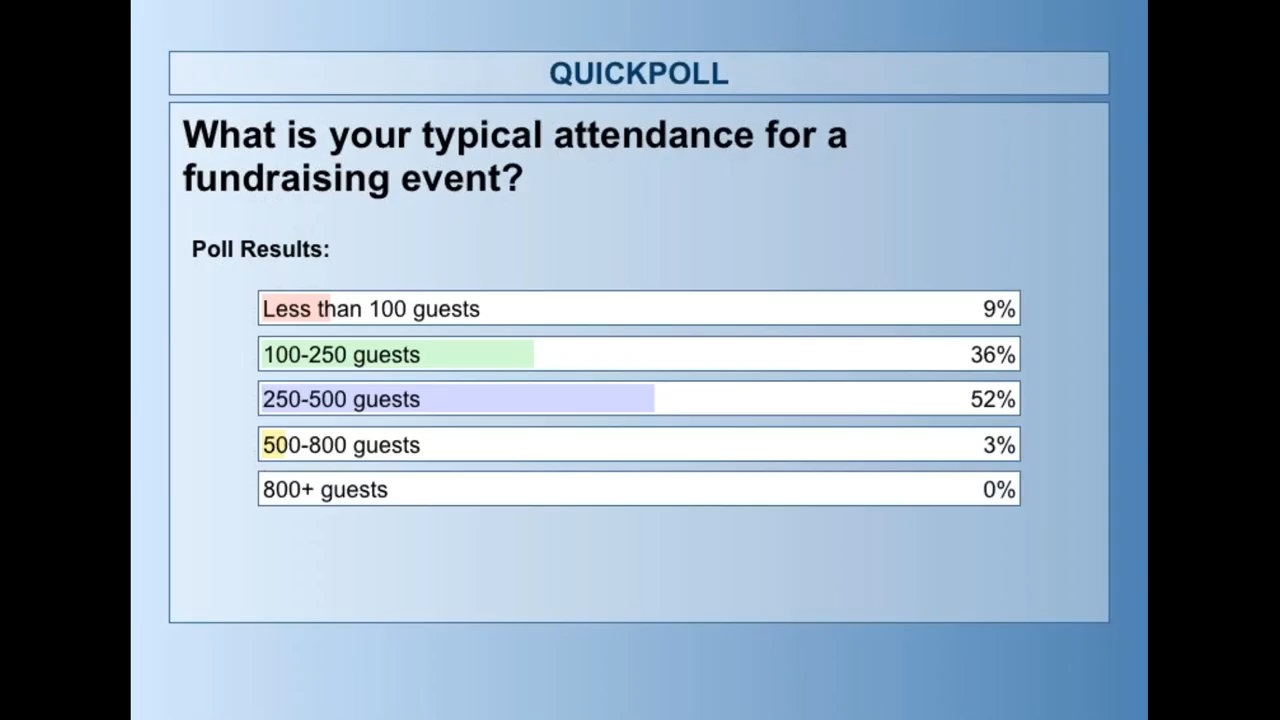 QUICKPOLL
What is your typical attendance for a
fundraising event?
Poll Results:
Less than 100 guests 9%
100-250 guests 36%
250-500 guests 52%
500-800 guests 3%
800+ guests 0%